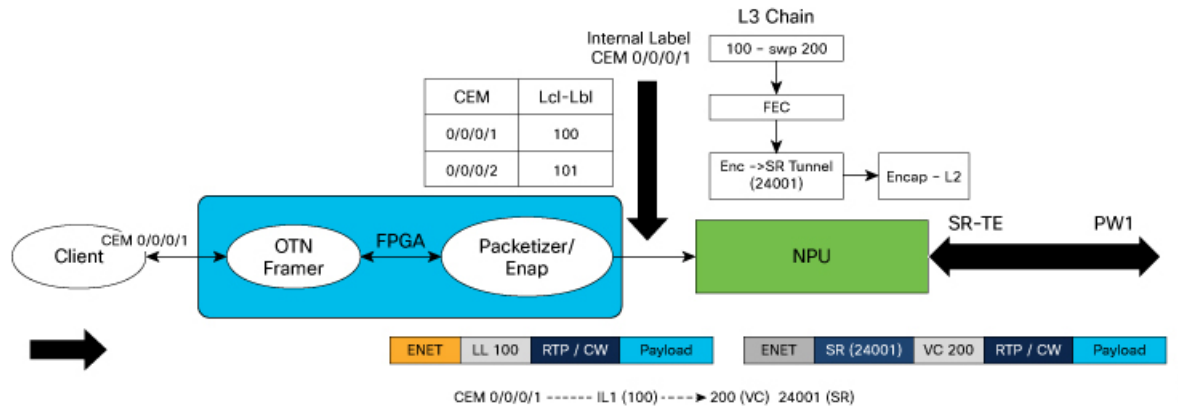 L3 Chain
Internal Label
CEM 0/0/0/1
100 – swp 200
FEC
Enc ->SR Tunnel
(24001)
Encap – L2
CEM Lcl-Lbl
0/0/0/1 100
0/0/0/2 101
Client
CEM 0/0/0/1
OTN
Framer
FPGA
Packetizer/
Enap
NPU
SR-TE
PW1
ENET LL 100 RTP / CW Payload
ENET SR (24001) VC 200 RTP / CW Payload
CEM 0/0/0/1 ------ IL1 (100) ----> 200 (VC) 24001 (SR)